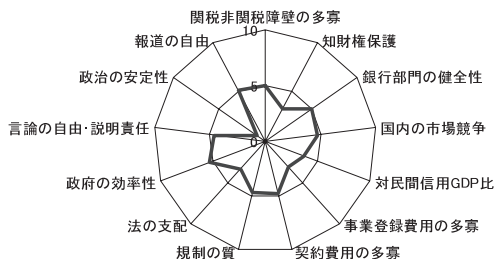 関税非関税障壁の多寡
10
報道の自由
知財権保護
政治の安定性
銀行部門の健全性
5
言論の自由・説明責任
国内の市場競争
0
政府の効率性
対民間信用GDP比
法の支配
事業登録費用の多寡
規制の質
契約費用の多寡